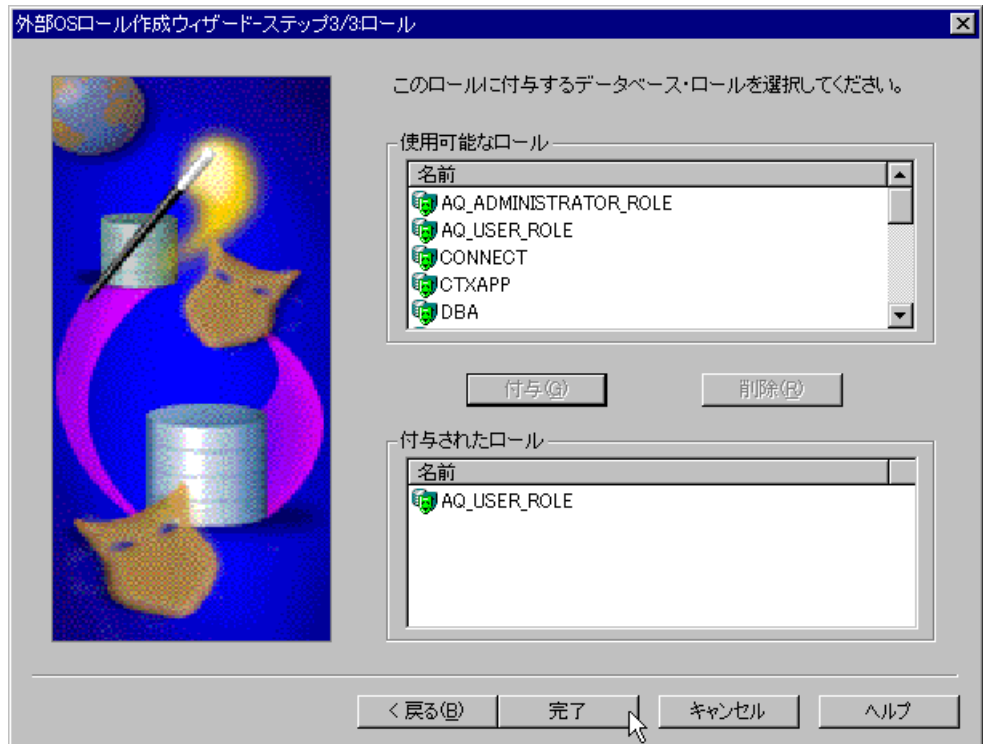 外部OSロール作成ウィザード-ステップ3/3:ロール
このロールに付与するデータベース・ロールを選択してください。
使用可能なロール
名前
AQ_ADMINISTRATOR_ROLE
AQ_USER_ROLE
CONNECT
CTXAPP
DBA
付与(G)
削除(R)
付与されたロール
名前
AQ_USER_ROLE
< 戻る(B)
完了
キャンセル
ヘルプ